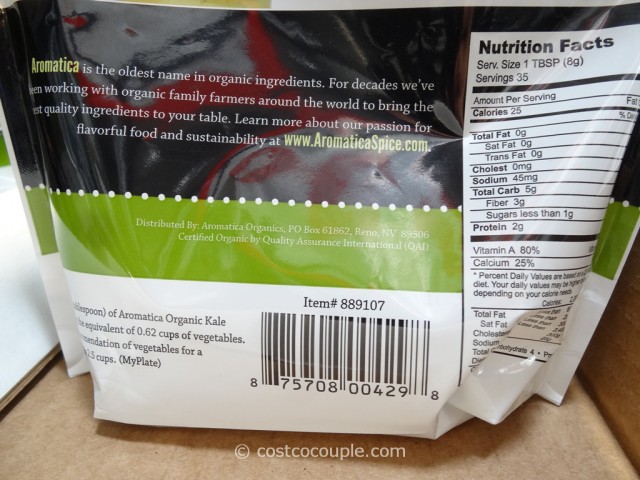 Aromatica is the oldest name in organic ingredients. For decades we've
working with organic family farmers around the world to bring the
quality ingredients to your table. Learn more about our passion for
flavorful food and sustainability at www.AromaticaSpice.com.
Distributed By: Aromatica Organics, PO Box 61862, Reno, NV 89506
Certified Organic by Quality Assurance International (QAI)
of Aromatica Organic Kale
equivalent of 0.62 cups of vegetables.
of vegetables for a
2.5 cups. (MyPlate)
Item# 889107
8 75708 00429 8
Nutrition Facts
Serv. Size 1 TBSP (8g)
Servings 35
Amount Per Serving
Calories 25
% 
Total Fat 0g
Sat Fat 0g
Trans Fat 0g
Cholest 0mg
Sodium 45mg
Total Carb 5g
Fiber 3g
Sugars less than 1g
Protein 2g
Vitamin A 80%
Calcium 25%
* Percent Daily Values are based on
diet. Your daily values may be
depending on your calorie needs.
Calories:
Total Fat
Sat Fat
Total
© costcocouple.com